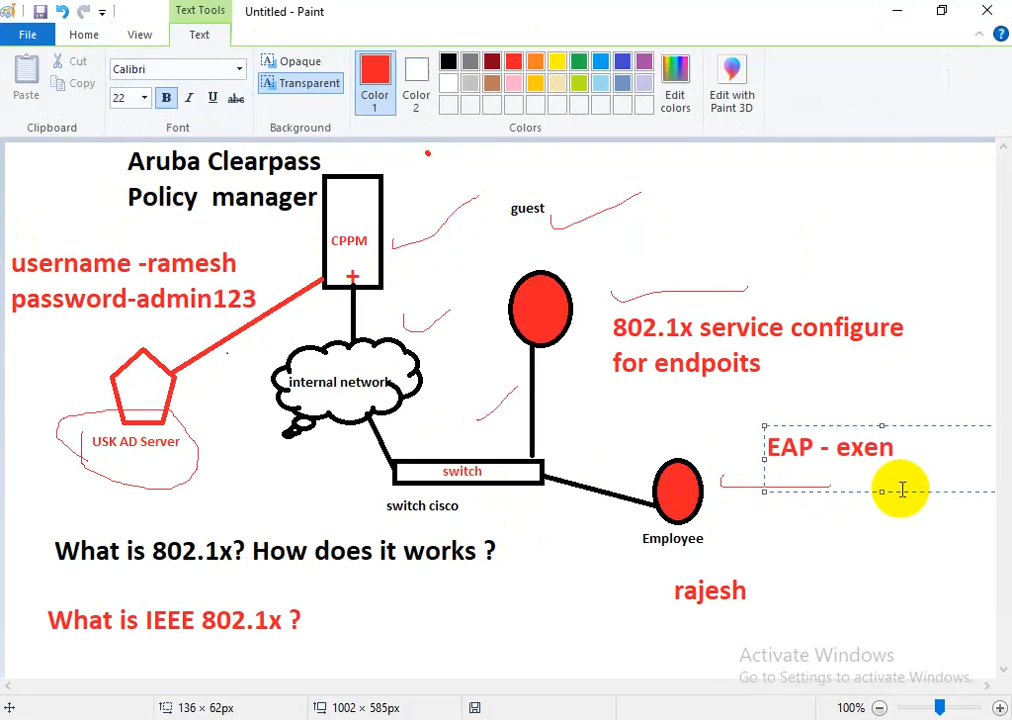 Text Tools
Untitled - Paint
File
Home
View
Text
Paste
Cut
Copy
Clipboard
Calibri
22
B
I
U
abc
Font
Opaque
Transparent
Background
Color
1
Color
2
Edit
colors
Edit with
Paint 3D
Colors
Aruba Clearpass
Policy manager
guest
CPPM
username -ramesh
password-admin123
802.1x service configure
for endpoits
internal network
USK AD Server
EAP - exen
switch
switch cisco
Employee
What is 802.1x? How does it works ?
rajesh
What is IEEE 802.1x ?
Activate Windows
Go to Settings to activate Windows.
136 × 62px
1002 × 585px
100%